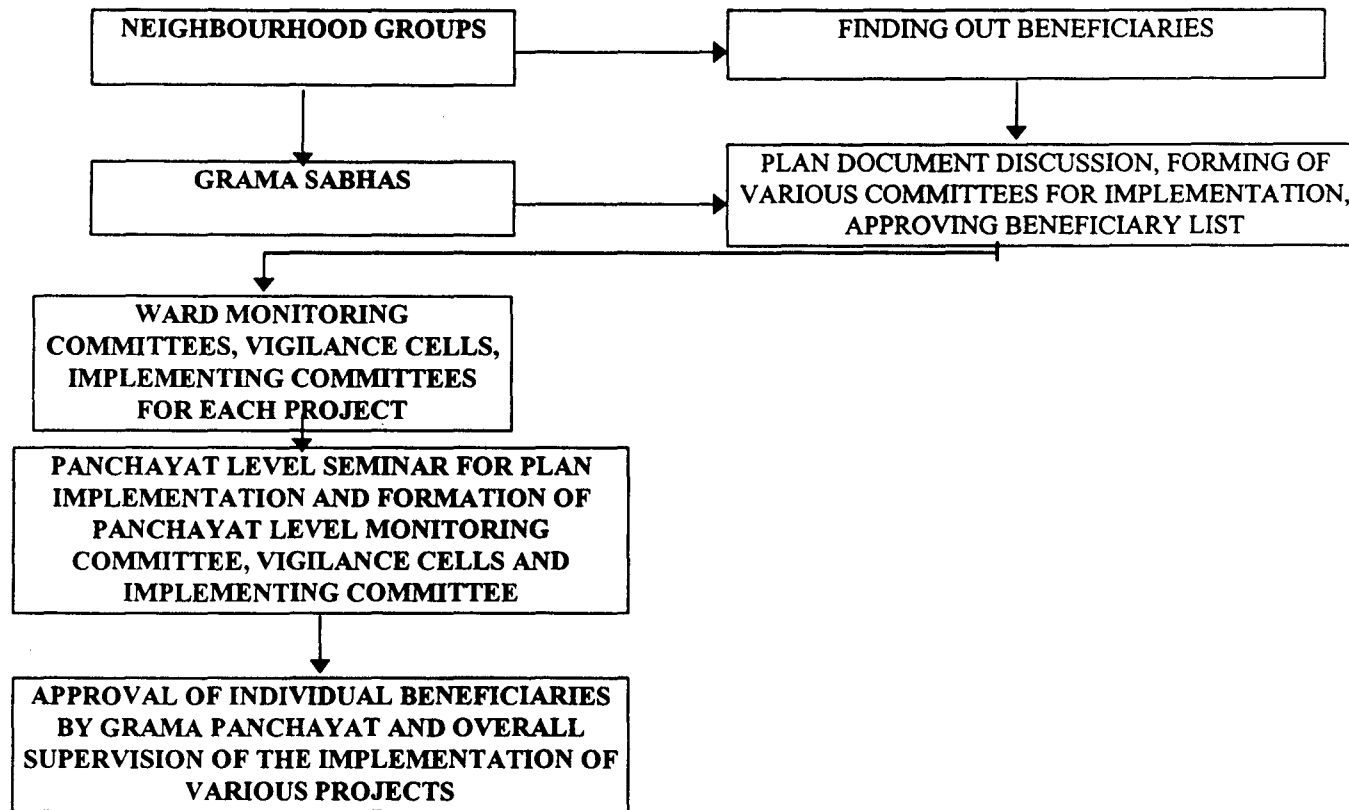 NEIGHBOURHOOD GROUPS
FINDING OUT BENEFICIARIES
GRAMA SABHAS
PLAN DOCUMENT DISCUSSION, FORMING OF
VARIOUS COMMITTEES FOR IMPLEMENTATION,
APPROVING BENEFICIARY LIST
WARD MONITORING
COMMITTEES, VIGILANCE CELLS,
IMPLEMENTING COMMITTEES
FOR EACH PROJECT
PANCHAYAT LEVEL SEMINAR FOR PLAN
IMPLEMENTATION AND FORMATION OF
PANCHAYAT LEVEL MONITORING
COMMITTEE, VIGILANCE CELLS AND
IMPLEMENTING COMMITTEE
APPROVAL OF INDIVIDUAL BENEFICIARIES
BY GRAMA PANCHAYAT AND OVERALL
SUPERVISION OF THE IMPLEMENTATION OF
VARIOUS PROJECTS